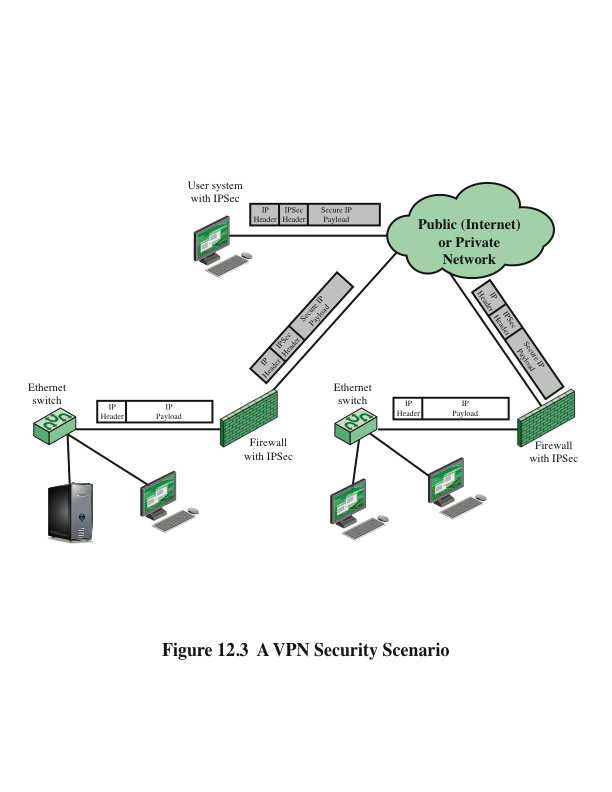 User system
with IPSec
IP
Header
IPSec
Header
Secure IP
Payload
Public (Internet)
or Private
Network
IP
Header
IPSec
Header
Secure IP
Payload
IP
Header
IPSec
Header
Secure IP
Payload
Ethernet
switch
IP
Header
IP
Payload
Firewall
with IPSec
Ethernet
switch
IP
Header
IP
Payload
Firewall
with IPSec
Figure 12.3 A VPN Security Scenario